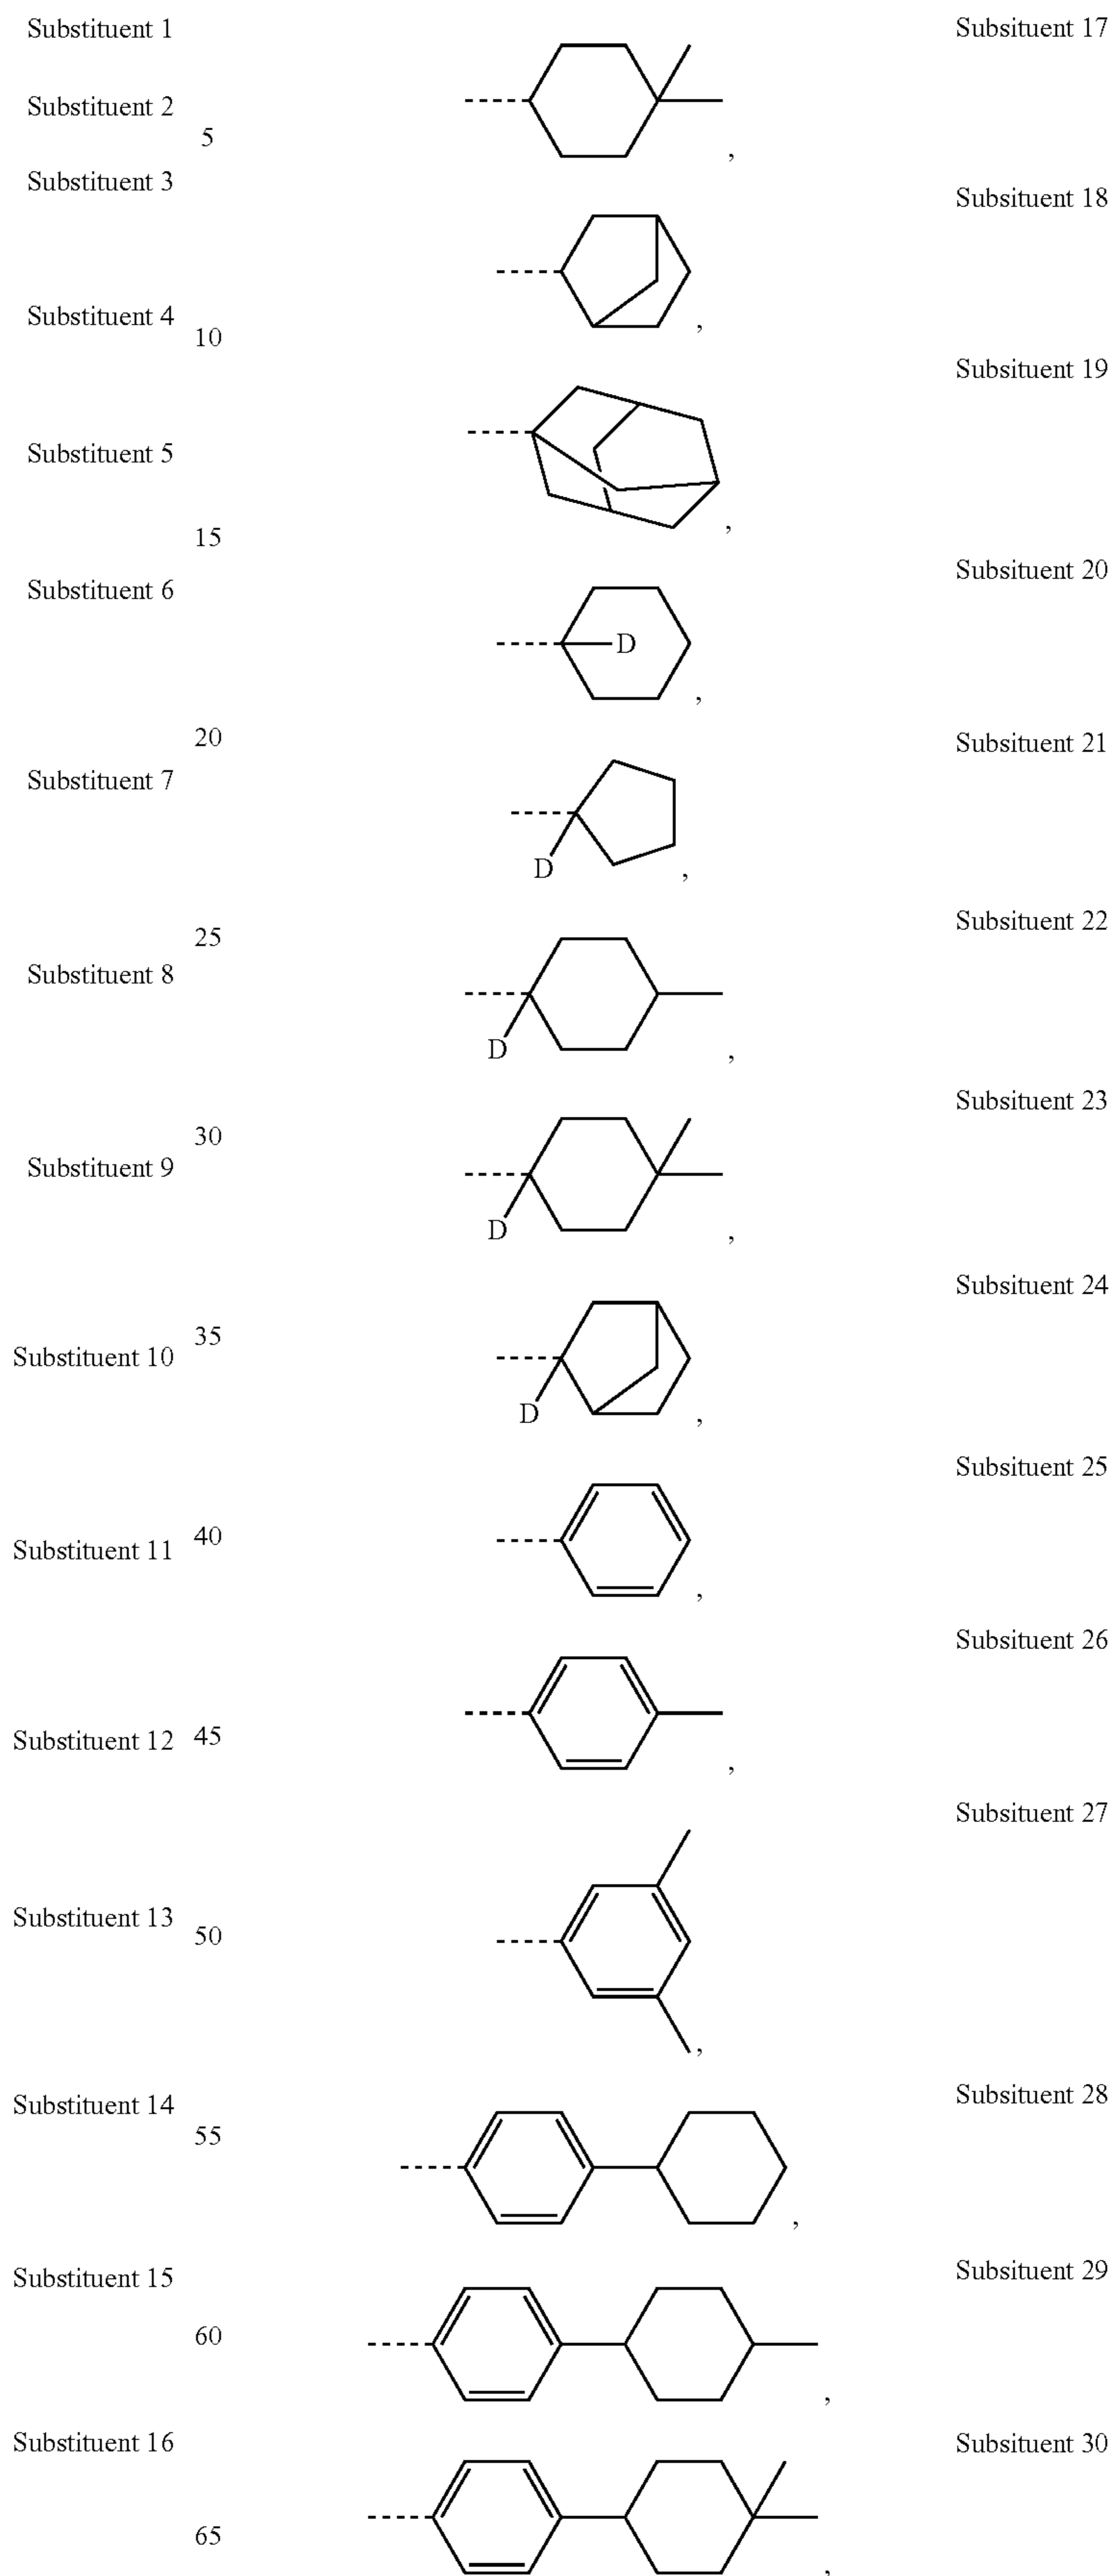 Substituent 1
Subsituent 17
Substituent 2
5
,
Substituent 3
Subsituent 18
Substituent 4
10
,
Subsituent 19
Substituent 5
15
,
Subsituent 20
Substituent 6
D
,
20
Subsituent 21
Substituent 7
D
,
Subsituent 22
25
Substituent 8
D
,
Subsituent 23
30
Substituent 9
D
,
Subsituent 24
35
Substituent 10
D
,
Subsituent 25
40
Substituent 11
,
Subsituent 26
45
Substituent 12
,
Subsituent 27
Substituent 13
50
,
Subsituent 28
Substituent 14
55
,
Subsituent 29
Substituent 15
60
,
Substituent 16
Subsituent 30
65
,